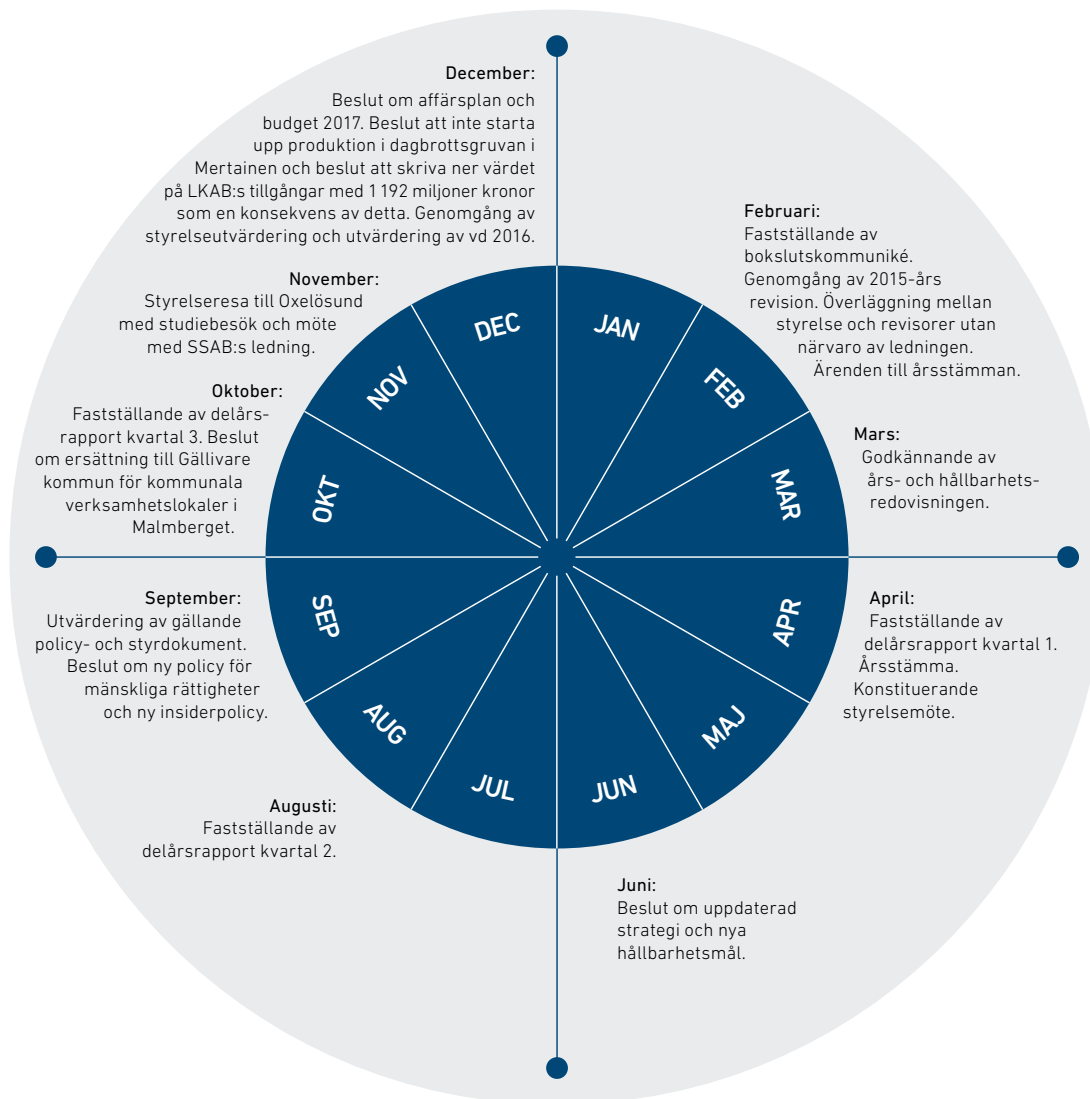 December:
Beslut om affärsplan och
budget 2017. Beslut att inte starta
upp produktion i dagbrottsgruvan i
Mertainen och beslut att skriva ner värdet
på LKAB:s tillgångar med 1 192 miljoner kronor
som en konsekvens av detta. Genomgång av
styrelseutvärdering och utvärdering av vd 2016.
Februari:
Fastställande av
bokslutskommuniké.
Genomgång av 2015-års
revision. Överläggning mellan
styrelse och revisorer utan
närvaro av ledningen.
Ärenden till årsstämman.
November:
Styrelseresa till Oxelösund
med studiebesök och möte
med SSAB:s ledning.
Oktober:
Fastställande av delårs-
rapport kvartal 3. Beslut
om ersättning till Gällivare
kommun för kommunala
verksamhetslokaler i
Malmberget.
Mars:
Godkännande av
års- och hållbarhets-
redovisningen.
JAN
FEB
MAR
APR
MAJ
JUN
JUL
AUG
SEP
OKT
NOV
DEC
September:
Utvärdering av gällande
policy- och styrdokument.
Beslut om ny policy för
mänskliga rättigheter
och ny insiderpolicy.
April:
Fastställande av
delårsrapport kvartal 1.
Årsstämma.
Konstituerande
styrelsemöte.
Augusti:
Fastställande av
delårsrapport kvartal 2.
Juni:
Beslut om uppdaterad
strategi och nya
hållbarhetsmål.